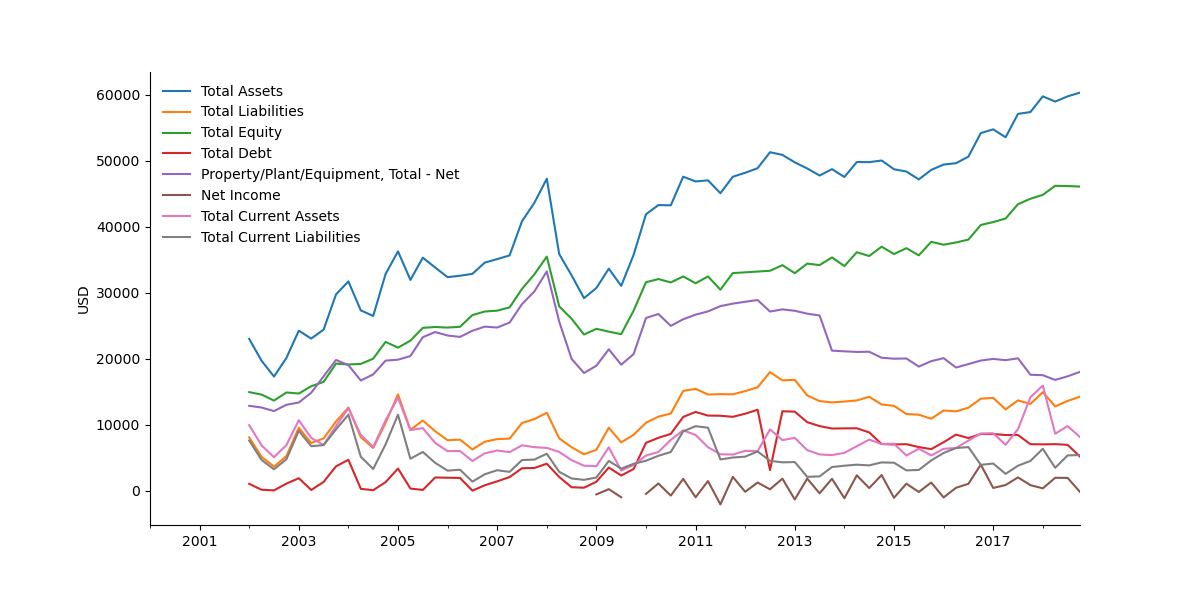 Total Assets
Total Liabilities
Total Equity
Total Debt
Property/Plant/Equipment, Total - Net
Net Income
Total Current Assets
Total Current Liabilities
USD
60000
50000
40000
30000
20000
10000
0
2001 2003 2005 2007 2009 2011 2013 2015 2017